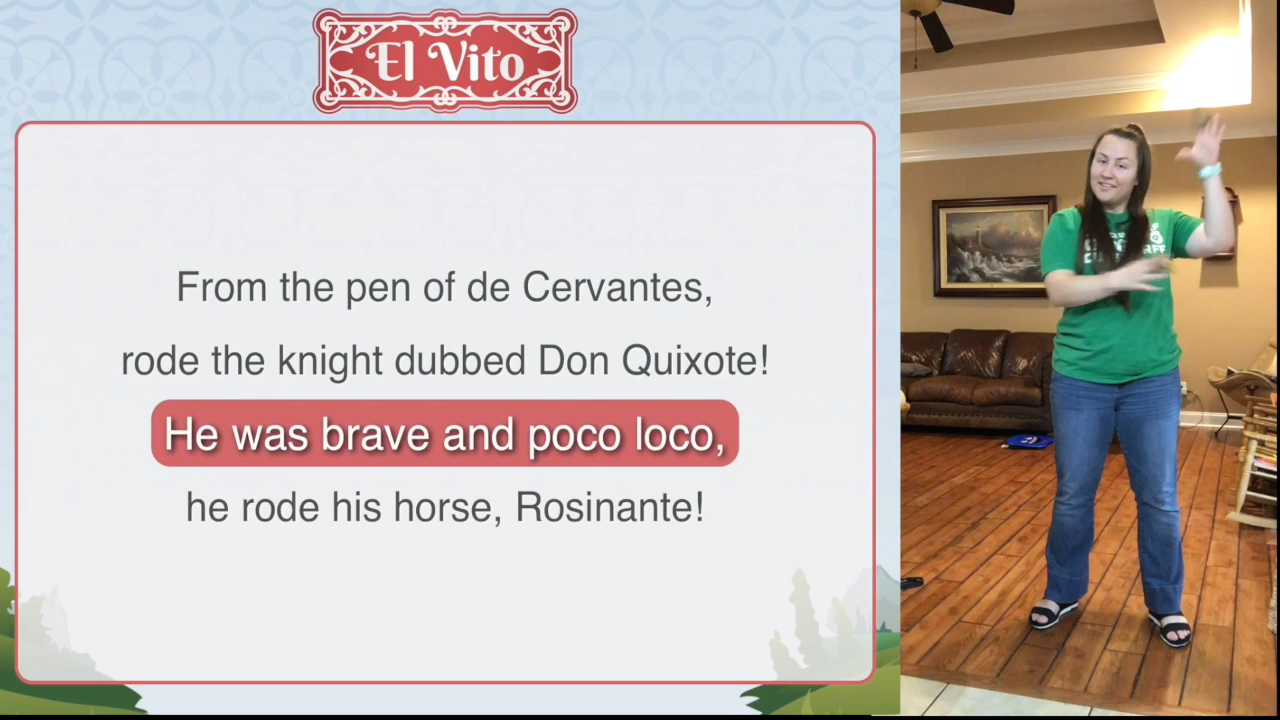 El Vito
From the pen of de Cervantes,
rode the knight dubbed Don Quixote!
He was brave and poco loco,
he rode his horse, Rosinante!